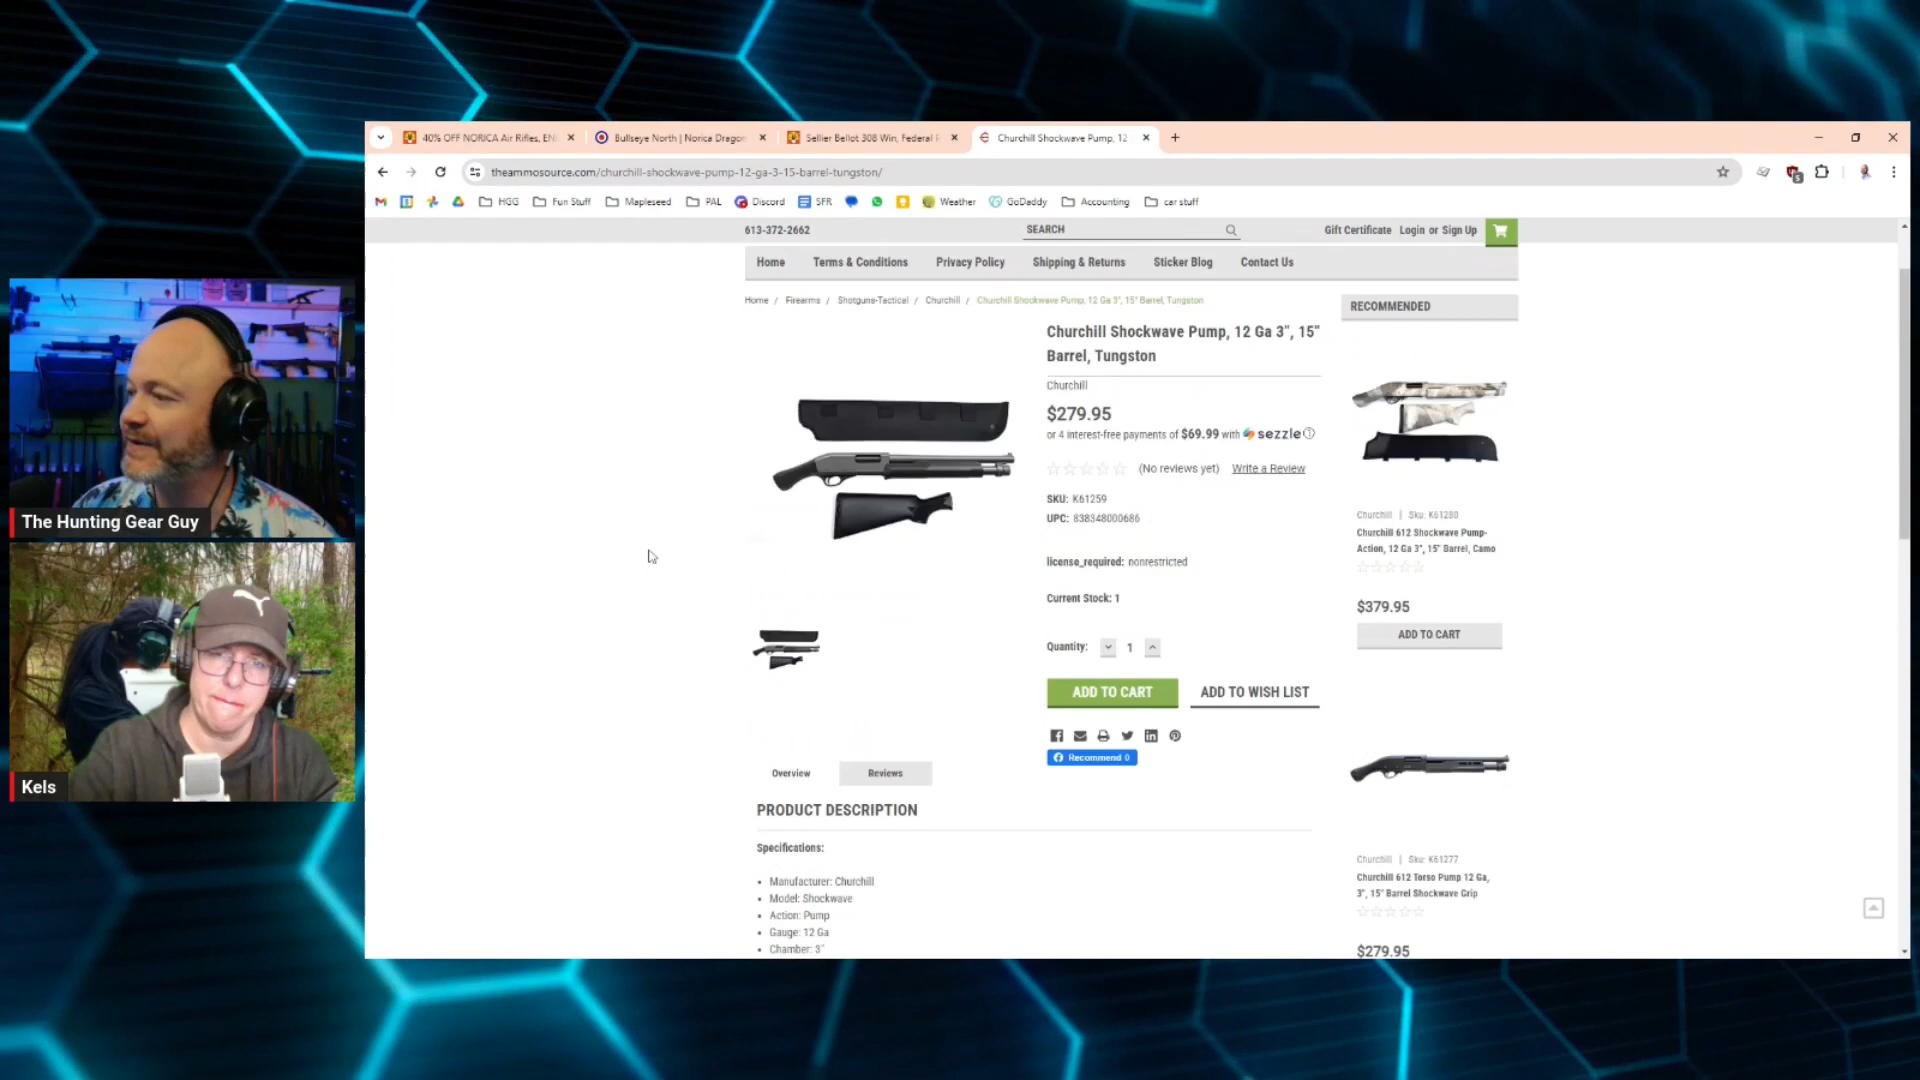 40% OFF NORICA Air Rifles, EN
Bullseye North | Norica Dragon
Sellier Bellot 308 Win, Federal F
Churchill Shockwave Pump, 12
theammosource.com/churchill-shockwave-pump-12-ga-3-15-barrel-tungston/
HGG
Fun Stuff
Mapleseed
PAL
Discord
SFR
Weather
GoDaddy
Accounting
car stuff
613-372-2662
SEARCH
Gift Certificate Login or Sign Up
Home
Terms & Conditions
Privacy Policy
Shipping & Returns
Sticker Blog
Contact Us
Home / Firearms / Shotguns-Tactical / Churchill / Churchill Shockwave Pump, 12 Ga 3", 15" Barrel, Tungston
Churchill Shockwave Pump, 12 Ga 3", 15"
Barrel, Tungston
Churchill
$279.95
or 4 interest-free payments of $69.99 with sezzle
(No reviews yet) Write a Review
SKU: K61259
UPC: 838348000686
license_required: nonrestricted
Current Stock: 1
Quantity: 1
ADD TO CART
ADD TO WISH LIST
Recommend 0
Overview
Reviews
PRODUCT DESCRIPTION
Specifications:
• Manufacturer: Churchill
• Model: Shockwave
• Action: Pump
• Gauge: 12 Ga
• Chamber: 3"
RECOMMENDED
Churchill | Sku: K61280
Churchill 612 Shockwave Pump-
Action, 12 Ga 3", 15" Barrel, Camo
$379.95
ADD TO CART
Churchill | Sku: K61277
Churchill 612 Torso Pump 12 Ga,
3", 15" Barrel Shockwave Grip
$279.95
The Hunting Gear Guy
Kels